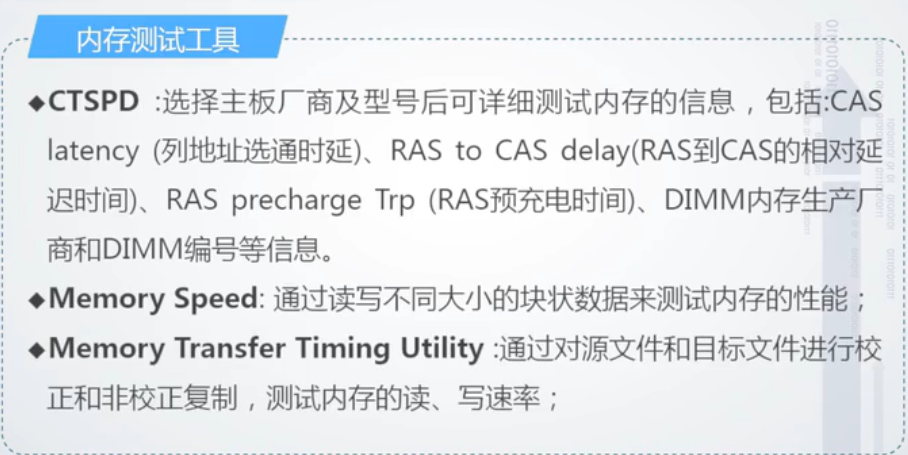 内存测试工具
◆CTSPD :选择主板厂商及型号后可详细测试内存的信息，包括:CAS
latency (列地址选通时延)、RAS to CAS delay(RAS到CAS的相对延
迟时间)、RAS precharge Trp (RAS预充电时间)、DIMM内存生产厂
商和DIMM编号等信息。
◆Memory Speed: 通过读写不同大小的块状数据来测试内存的性能；
◆Memory Transfer Timing Utility :通过对源文件和目标文件进行校
正和非校正复制，测试内存的读、写速率；